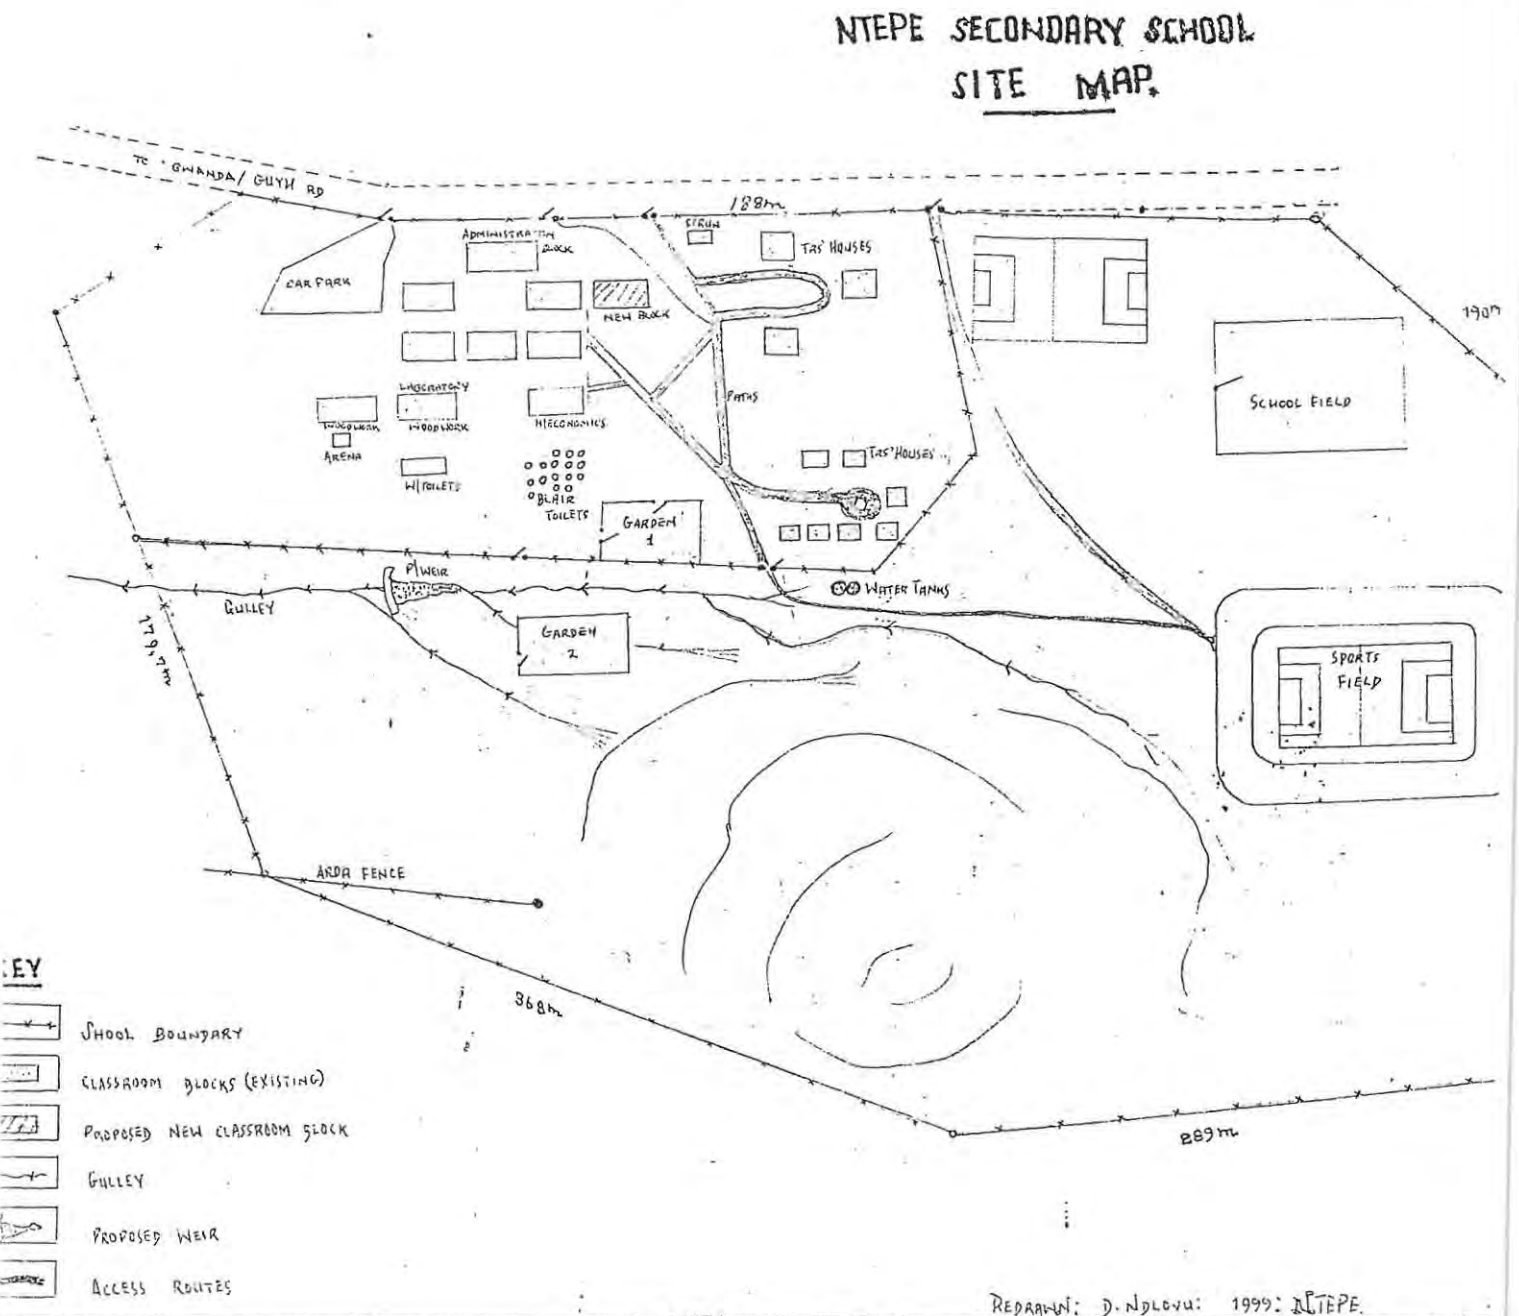 NTEPE SECONDARY SCHOOL
SITE MAP.
TO GWANDA/ GUYU RD
188m
ADMINISTRATION
BLOCK
TRS' HOUSES
CAR PARK
NEW BLOCK
190m
SCHOOL FIELD
PATHS
LABORATORY
WOODWORK
WOODWORK
H/ECONOMICS
ARENA
TRS' HOUSES
W/TOILETS
BLAIR
TOILETS
GARDEN
1
P/WEIR
WATER TANKS
GULLEY
GARDEN
2
SPORTS
FIELD
ARDA FENCE
368m
289m
KEY
SHOOL BOUNDARY
CLASSROOM BLOCKS (EXISTING)
PROPOSED NEW CLASSROOM BLOCK
GULLEY
PROPOSED WEIR
ACCESS ROUTES
REDRAWN: D. NDLOVU: 1999: NTEPE.